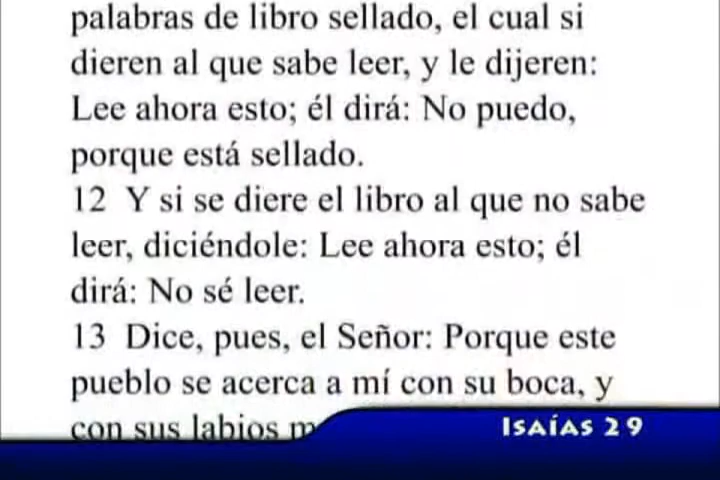 palabras de libro sellado, el cual si
dieren al que sabe leer, y le dijeren:
Lee ahora esto; él dirá: No puedo,
porque está sellado.
12 Y si se diere el libro al que no sabe
leer, diciéndole: Lee ahora esto; él
dirá: No sé leer.
13 Dice, pues, el Señor: Porque este
pueblo se acerca a mí con su boca, y
con sus labios m
ISAÍAS 29